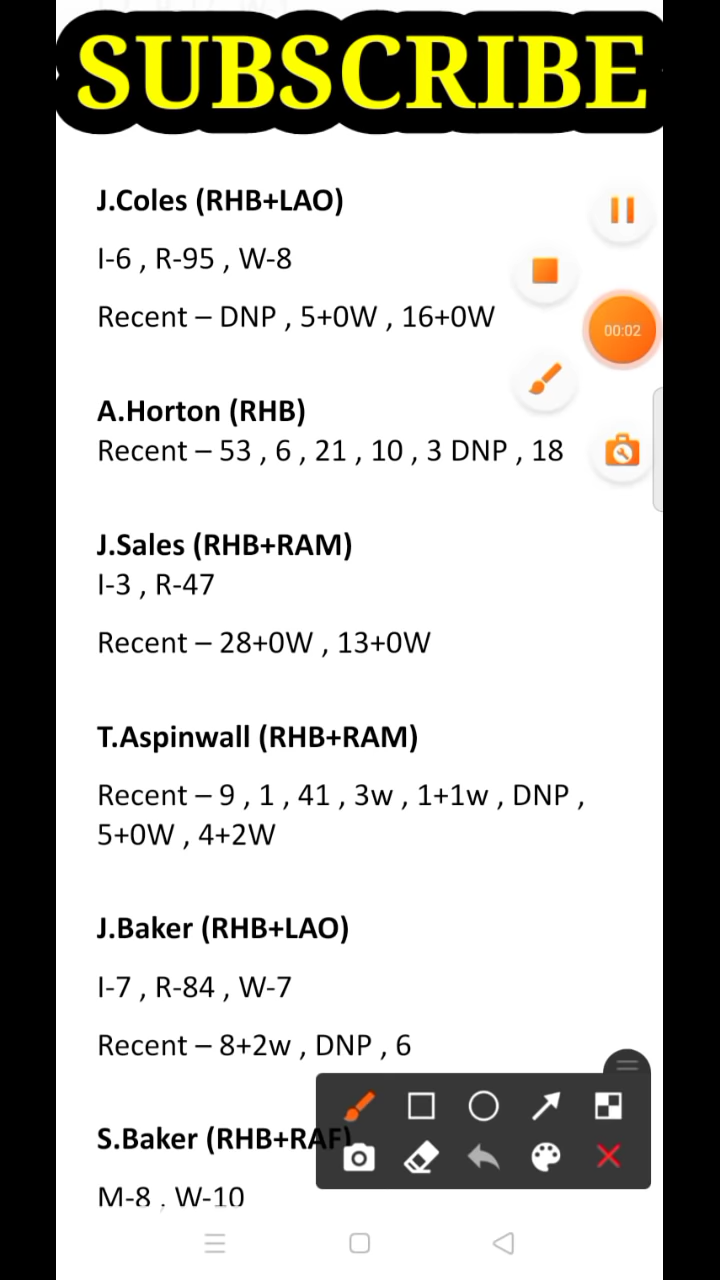 SUBSCRIBE
J.Coles (RHB+LAO)
I-6 , R-95 , W-8
Recent – DNP , 5+0W , 16+0W
00:02
A.Horton (RHB)
Recent – 53 , 6 , 21 , 10 , 3 DNP , 18
J.Sales (RHB+RAM)
I-3 , R-47
Recent – 28+0W , 13+0W
T.Aspinwall (RHB+RAM)
Recent – 9 , 1 , 41 , 3w , 1+1w , DNP ,
5+0W , 4+2W
J.Baker (RHB+LAO)
I-7 , R-84 , W-7
Recent – 8+2w , DNP , 6
S.Baker (RHB+RAF)
M-8 , W-10